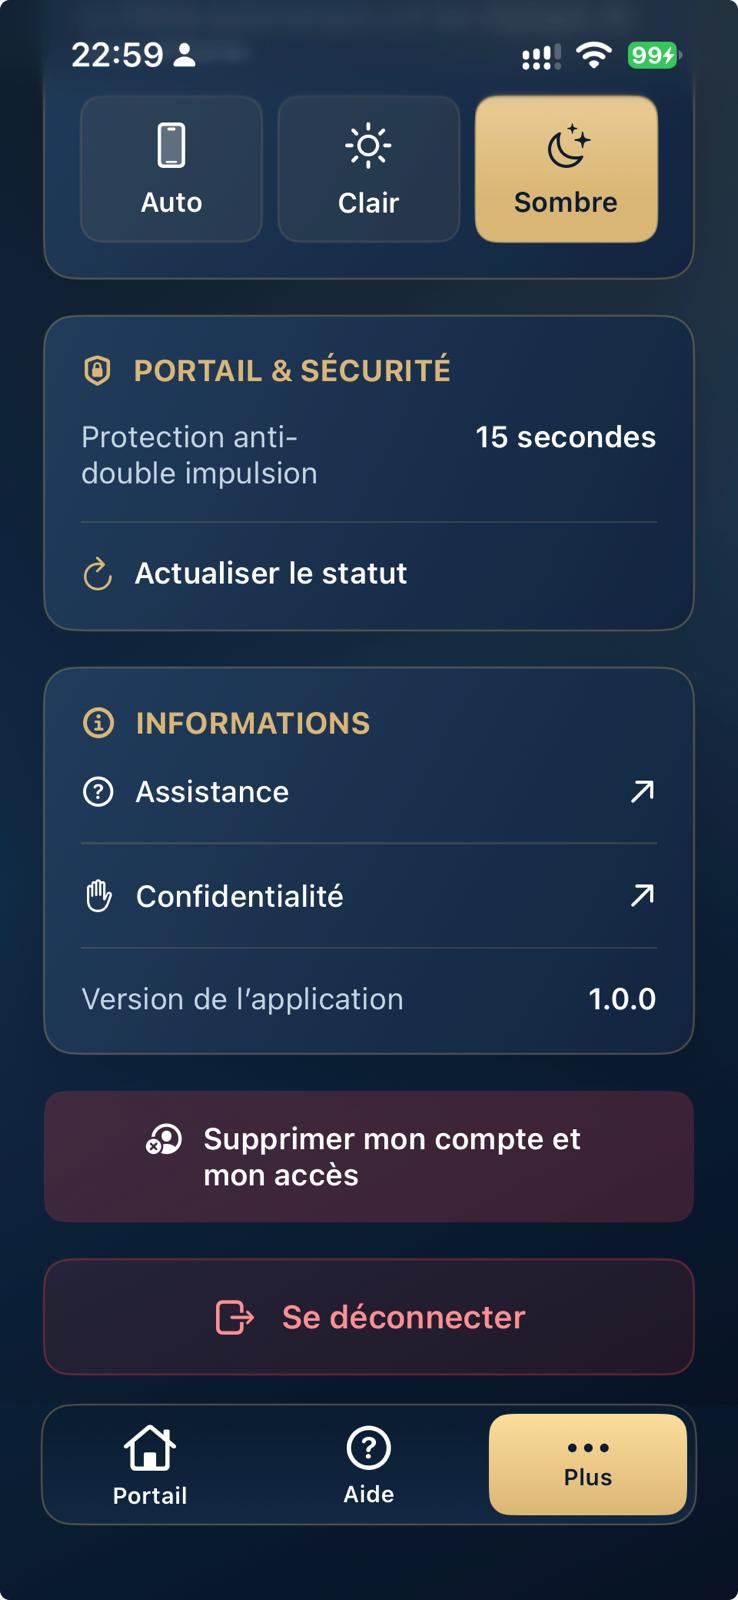 22:59
99
Auto
Clair
Sombre
PORTAIL & SÉCURITÉ
Protection anti-
double impulsion
15 secondes
Actualiser le statut
INFORMATIONS
Assistance
Confidentialité
Version de l’application
1.0.0
Supprimer mon compte et
mon accès
Se déconnecter
Portail
Aide
Plus